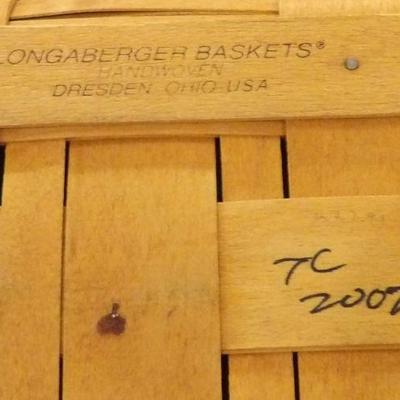 LONGABERGER BASKETS®
HANDWOVEN
DRESDEN, OHIO USA
TC
2007